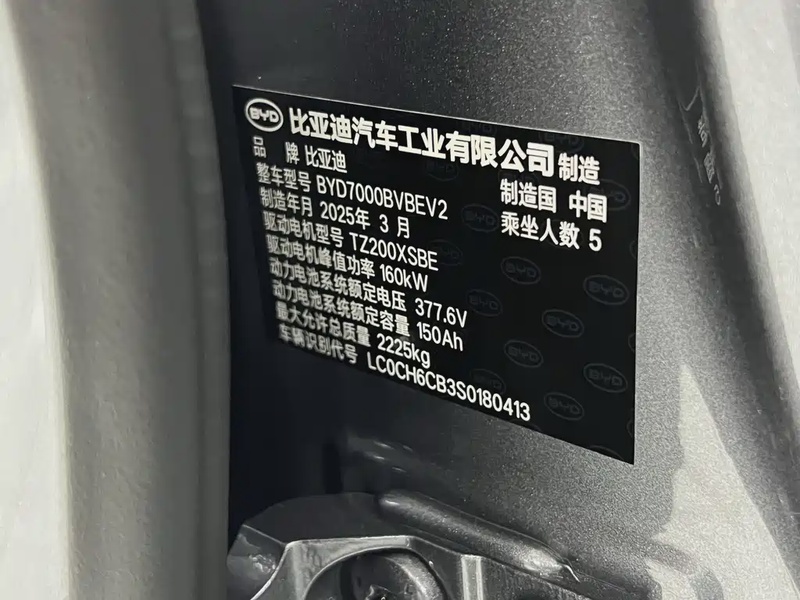 BYD 比亚迪汽车工业有限公司 制造
品 牌 比亚迪
制造国 中国
整车型号 BYD7000BVBEV2
乘坐人数 5
制造年月 2025年 3 月
驱动电机型号 TZ200XSBE
驱动电机峰值功率 160kW
动力电池系统额定电压 377.6V
动力电池系统额定容量 150Ah
最大允许总质量 2225kg
车辆识别代号 LC0CH6CB3S0180413